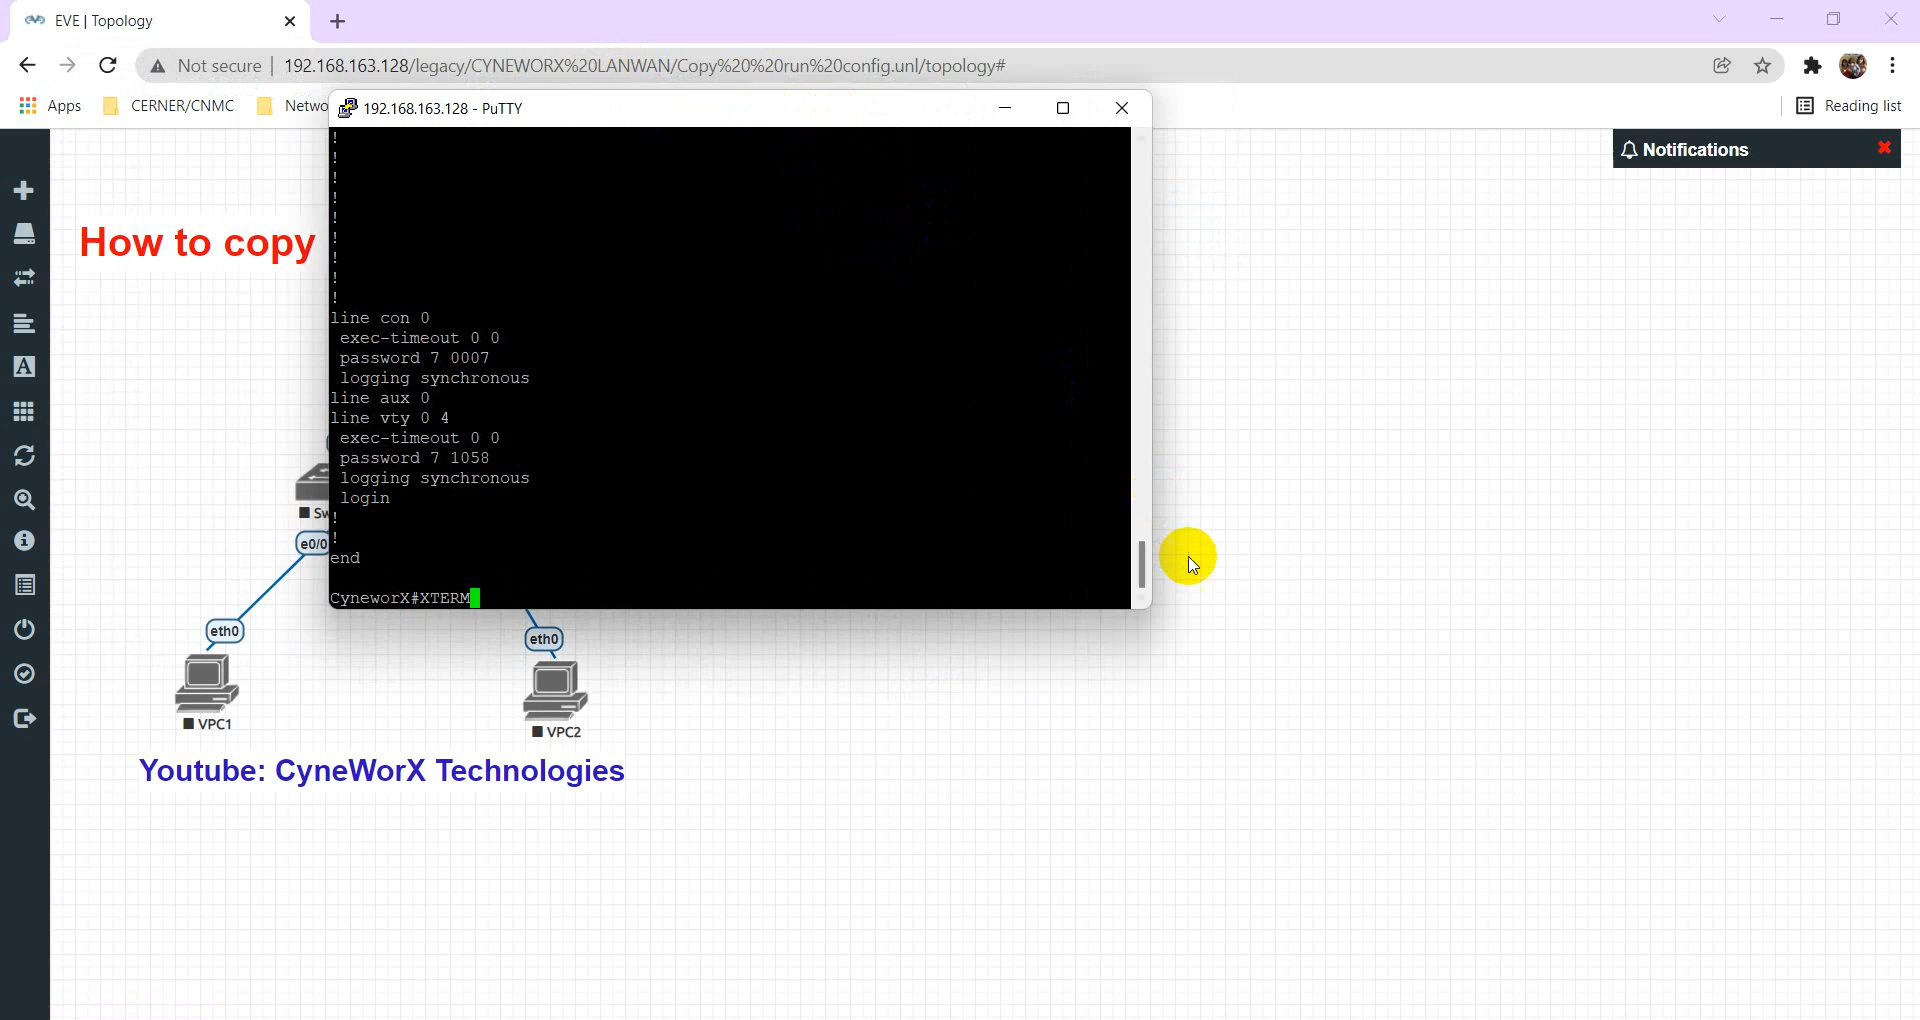 EVE | Topology
Not secure | 192.168.163.128/legacy/CYNEWORX%20LANWAN/Copy%20%20run%20config.unl/topology#
Apps CERNER/CNMC Netwo Reading list
192.168.163.128 - PuTTY
Notifications
How to copy
!
!
!
!
!
!
!
!
!
line con 0
exec-timeout 0 0
password 7 0007
logging synchronous
line aux 0
line vty 0 4
exec-timeout 0 0
password 7 1058
logging synchronous
login
!
!
end
CyneworX#XTERM
Sw
e0/0
eth0
eth0
VPC1
VPC2
Youtube: CyneWorX Technologies